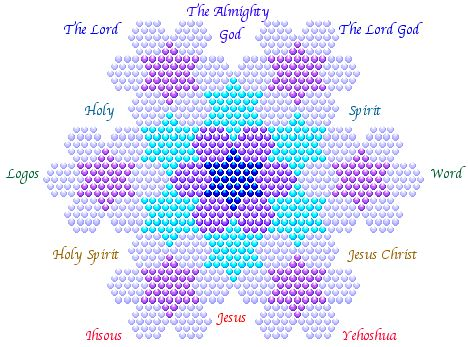 The Almighty
God
The Lord
The Lord God
Holy
Spirit
Logos
Word
Holy Spirit
Jesus Christ
Jesus
Ihsous
Yehoshua